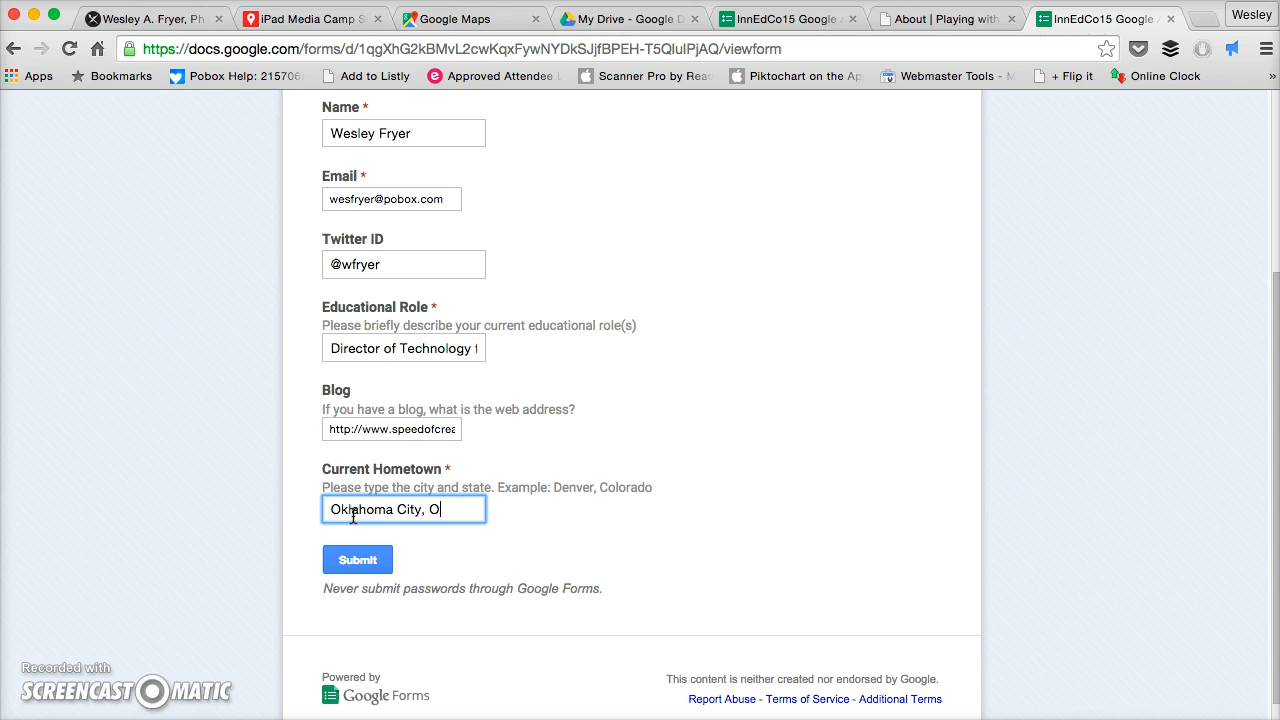 Wesley A. Fryer, Ph
iPad Media Camp S
Google Maps
My Drive - Google D
InnEdCo15 Google
About | Playing with
InnEdCo15 Google
Wesley
https://docs.google.com/forms/d/1qgXhG2kBMvL2cwKqxFywNYDkSJjfBPEH-T5QlulPjAQ/viewform
Apps
Bookmarks
Pobox Help: 215706
Add to Listly
Approved Attendee
Scanner Pro by Re
Piktochart on the Ap
Webmaster Tools - M
+ Flip it
Online Clock
»
Name *
Wesley Fryer
Email *
wesfryer@pobox.com
Twitter ID
@wfryer
Educational Role *
Please briefly describe your current educational role(s)
Director of Technology
Blog
If you have a blog, what is the web address?
http://www.speedofcrea
Current Hometown *
Please type the city and state. Example: Denver, Colorado
Oklahoma City, O
Submit
Never submit passwords through Google Forms.
Powered by
Google Forms
This content is neither created nor endorsed by Google.
Report Abuse - Terms of Service - Additional Terms
Recorded with
SCREENCAST O MATIC